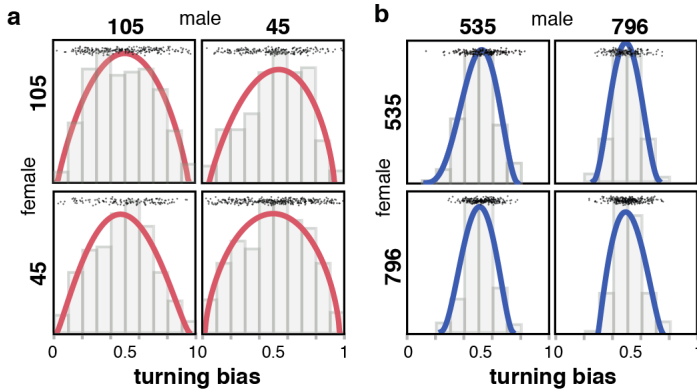 a
male
105 45
105
45
female
0 0.5 1 0 0.5 1
turning bias
b
male
535 796
535
796
female
0 0.5 1 0 0.5 1
turning bias